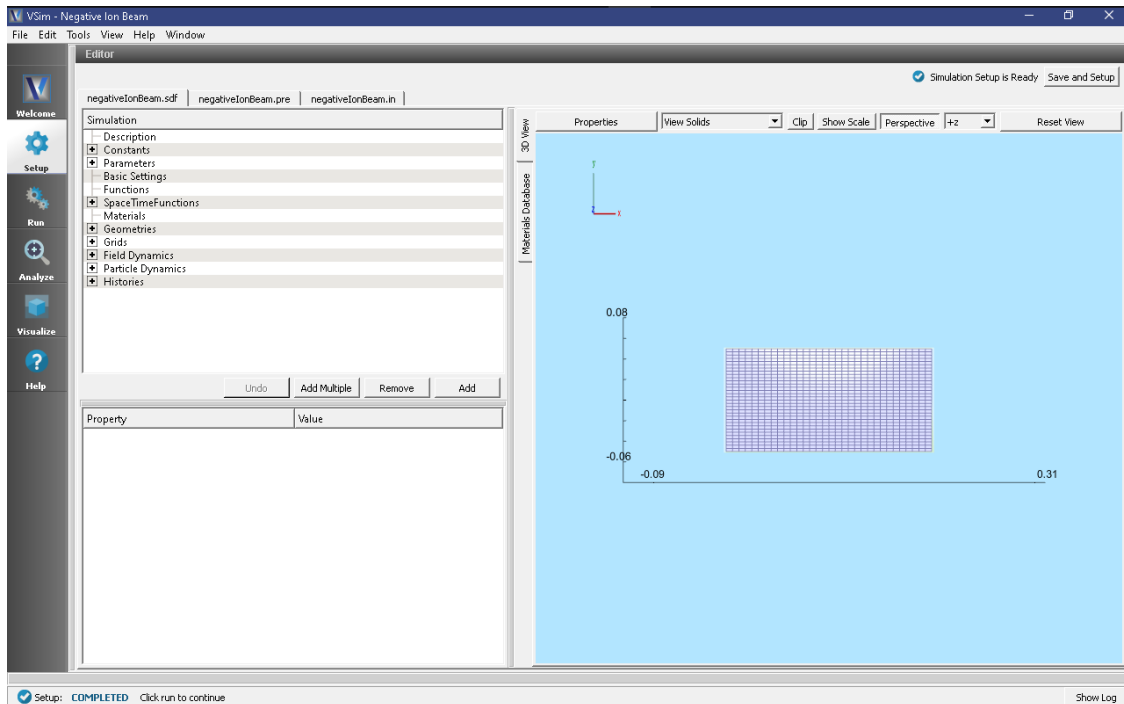 VSim - Negative Ion Beam
File Edit Tools View Help Window
Editor
Simulation Setup is Ready Save and Setup
Welcome
Setup
Run
Analyze
Visualize
Help
negativeIonBeam.sdf negativeIonBeam.pre negativeIonBeam.in
Simulation
Description
Constants
Parameters
Basic Settings
Functions
SpaceTimeFunctions
Materials
Geometries
Grids
Field Dynamics
Particle Dynamics
Histories
Undo Add Multiple Remove Add
Property Value
3D View
Materials Database
Properties View Solids Clip Show Scale Perspective +z Reset View
Y
z x
0.08
-0.06
-0.09 0.31
Setup: COMPLETED Click run to continue Show Log